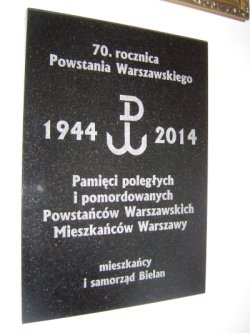 70. rocznica
Powstania Warszawskiego
1944 2014
Pamięci poległych
i pomordowanych
Powstańców Warszawskich
Mieszkańców Warszawy
mieszkańcy
i samorząd Bielan